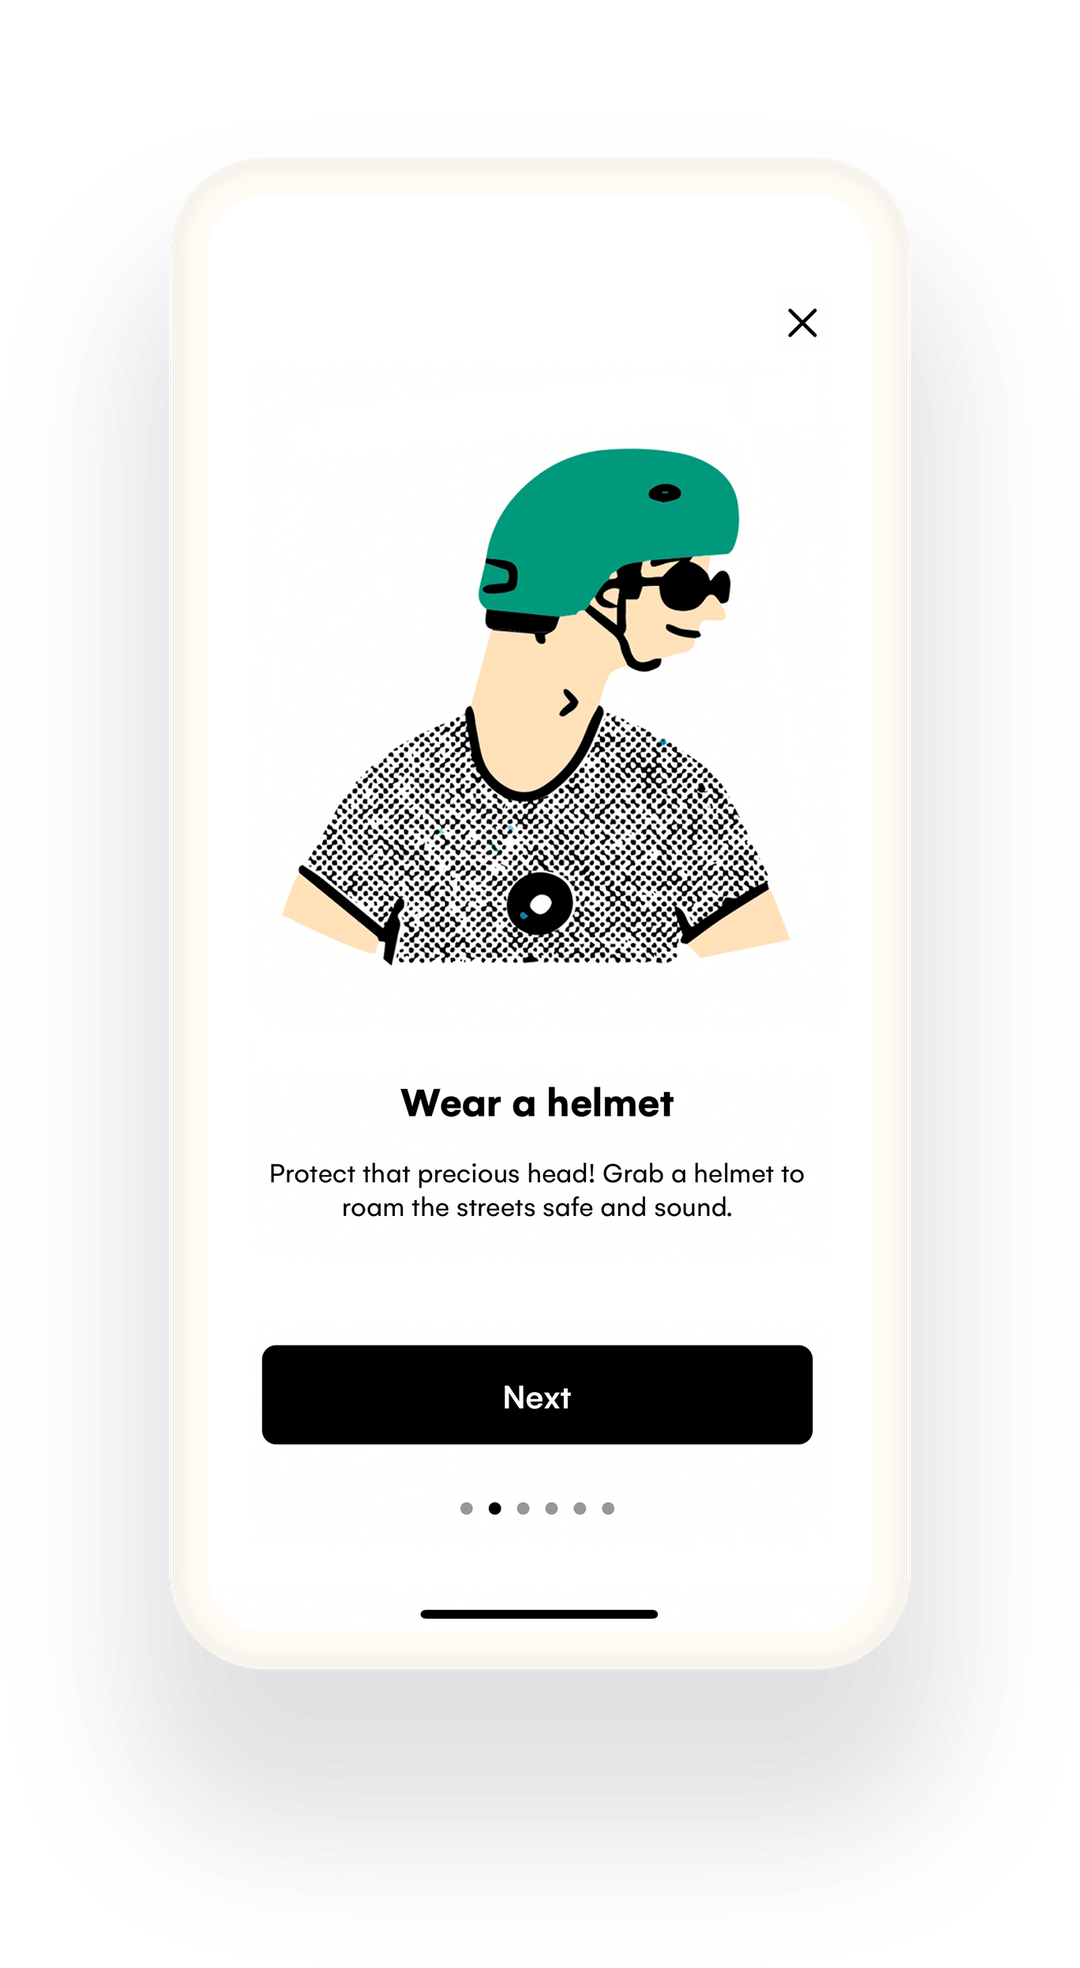 Wear a helmet
Protect that precious head! Grab a helmet to
roam the streets safe and sound.
Next